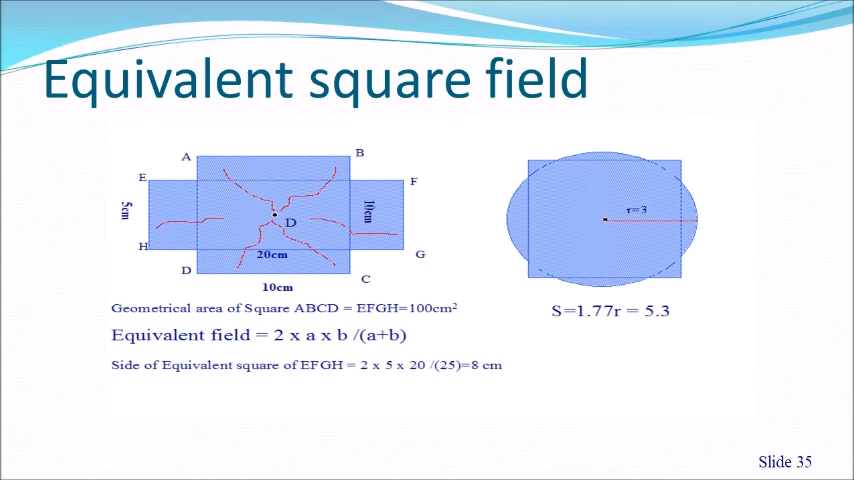 Equivalent square field
A
B
E
F
5cm
10cm
D
H
G
20cm
D
C
10cm
r=3
Geometrical area of Square ABCD = EFGH=100cm²
S=1.77r = 5.3
Equivalent field = 2 x a x b /(a+b)
Side of Equivalent square of EFGH = 2 x 5 x 20 /(25)=8 cm
Slide 35